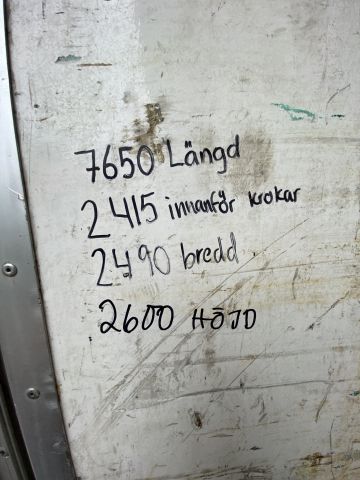 7650 Längd
2415 innanför krokar
2490 bredd
2600 HÖJD